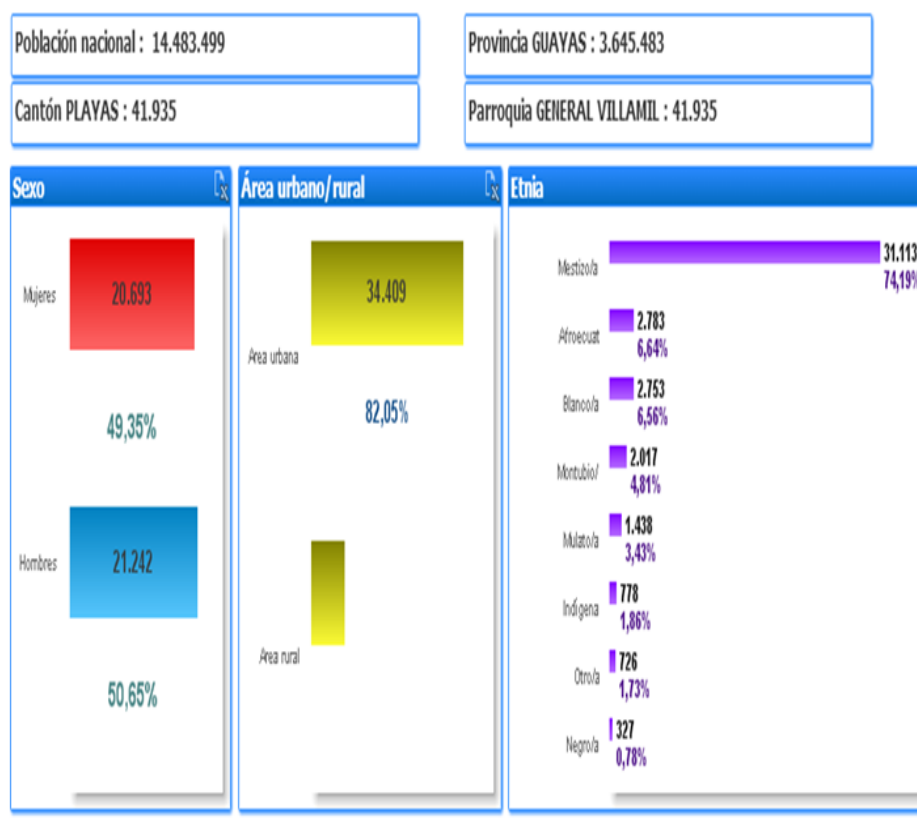 Población nacional : 14.483.499
Provincia GUAYAS : 3.645.483
Cantón PLAYAS : 41.935
Parroquia GENERAL VILLAMIL : 41.935
Sexo
Mujeres
20.693
49,35%
Hombres
21.242
50,65%
Área urbano/rural
34.409
Area urbana
82,05%
Area rural
Etnia
Mestizo/a
31.113
74,19%
Afroecuat
2.783
6,64%
Blanco/a
2.753
6,56%
Montubio/
2.017
4,81%
Mulato/a
1.438
3,43%
Indígena
778
1,86%
Otro/a
726
1,73%
Negro/a
327
0,78%